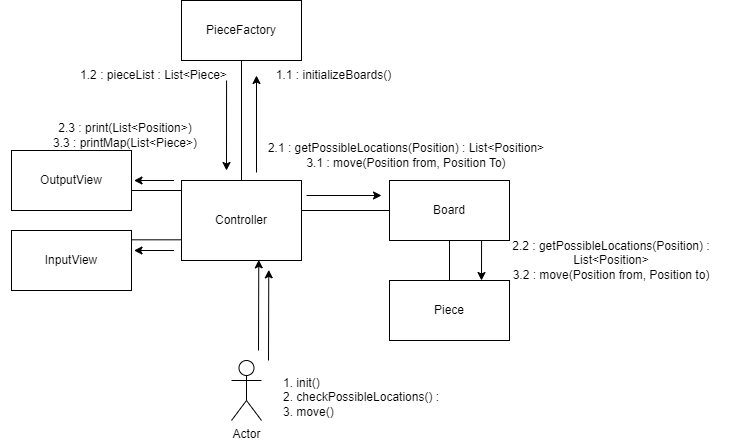 PieceFactory
1.2 : pieceList : List<Piece>
1.1 : initializeBoards()
2.3 : print(List<Position>)
3.3 : printMap(List<Piece>)
2.1 : getPossibleLocations(Position) : List<Position>
3.1 : move(Position from, Position To)
OutputView
Controller
Board
InputView
2.2 : getPossibleLocations(Position) :
List<Position>
3.2 : move(Position from, Position to)
Piece
1. init()
2. checkPossibleLocations() :
3. move()
Actor